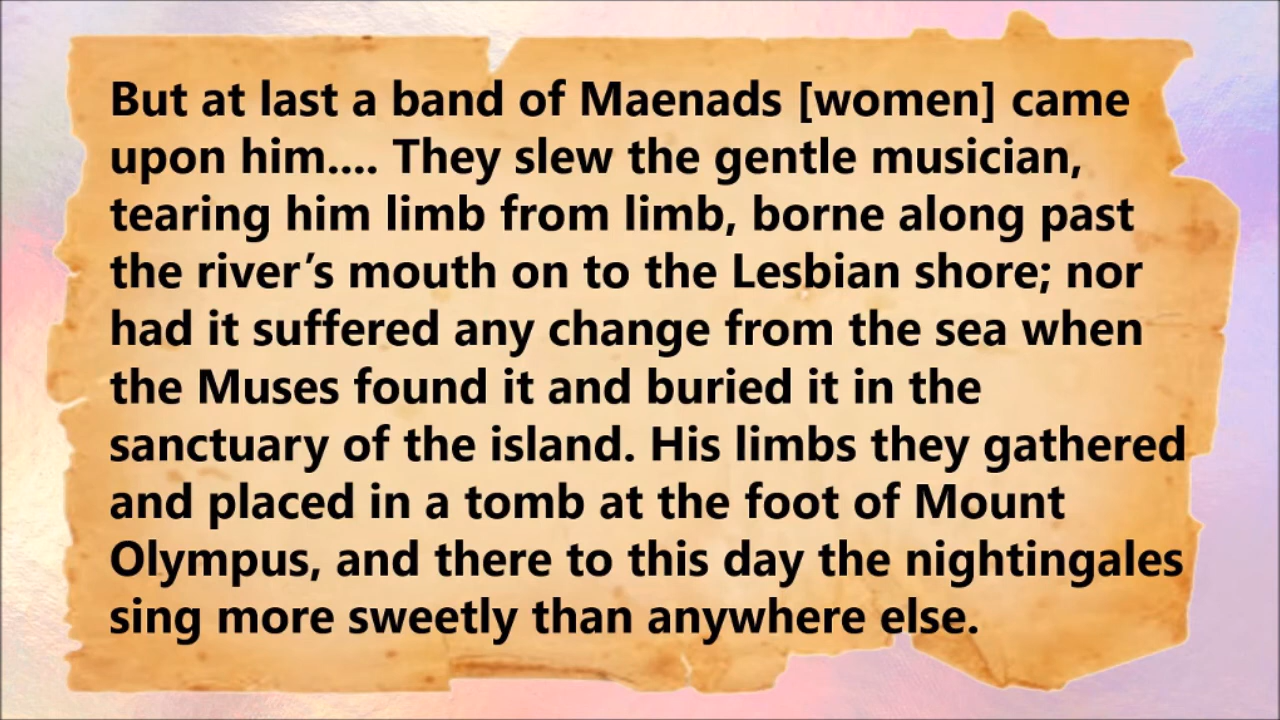 But at last a band of Maenads [women] came
upon him.... They slew the gentle musician,
tearing him limb from limb, borne along past
the river’s mouth on to the Lesbian shore; nor
had it suffered any change from the sea when
the Muses found it and buried it in the
sanctuary of the island. His limbs they gathered
and placed in a tomb at the foot of Mount
Olympus, and there to this day the nightingales
sing more sweetly than anywhere else.